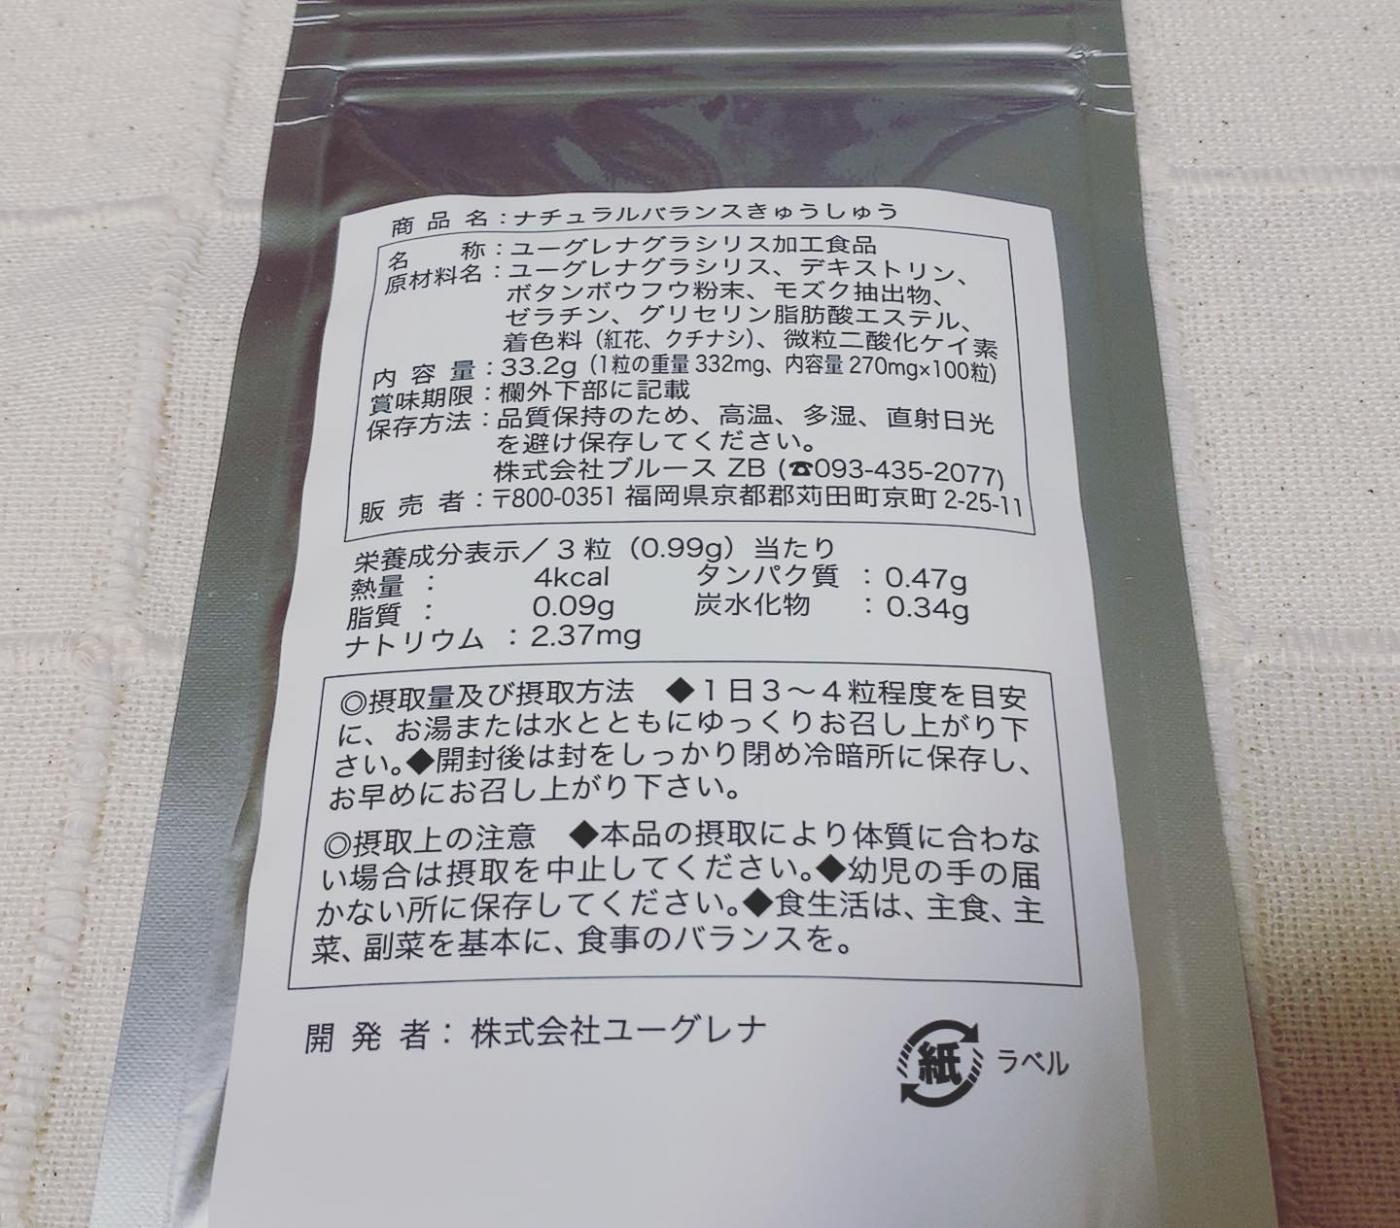 商品名：ナチュラルバランスきゅうしゅう
名称：ユーグレナグラシリス加工食品
原材料名：ユーグレナグラシリス、デキストリン、
ボタンボウフウ粉末、モズク抽出物、
ゼラチン、グリセリン脂肪酸エステル、
着色料（紅花、クチナシ）、微粒二酸化ケイ素
内容量：33.2g（1粒の重量332mg、内容量270mg×100粒)
賞味期限：欄外下部に記載
保存方法：品質保持のため、高温、多湿、直射日光
を避け保存してください。
株式会社ブルース ZB (☎093-435-2077)
販売者：〒800-0351 福岡県京都郡苅田町京町 2-25-11
栄養成分表示／３粒（0.99g）当たり
熱量：4kcal タンパク質：0.47g
脂質：0.09g 炭水化物：0.34g
ナトリウム：2.37mg
◎摂取量及び摂取方法 ◆１日３～４粒程度を目安
に、お湯または水とともにゆっくりお召し上がり下
さい。◆開封後は封をしっかり閉め冷暗所に保存し、
お早めにお召し上がり下さい。
◎摂取上の注意 ◆本品の摂取により体質に合わな
い場合は摂取を中止してください。◆幼児の手の届
かない所に保存してください。◆食生活は、主食、主
菜、副菜を基本に、食事のバランスを。
開発者：株式会社ユーグレナ
紙 ラベル